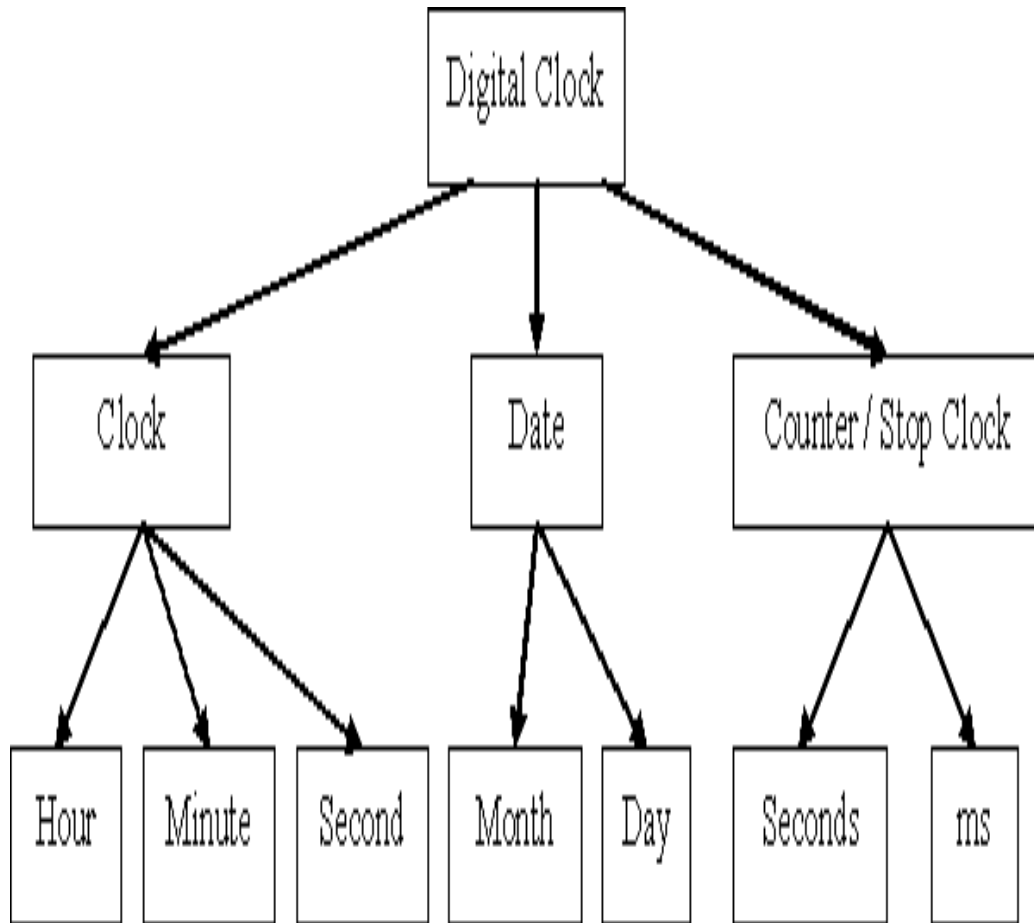 Digital Clock
Clock
Date
Counter / Stop Clock
Hour
Minute
Second
Month
Day
Seconds
ms